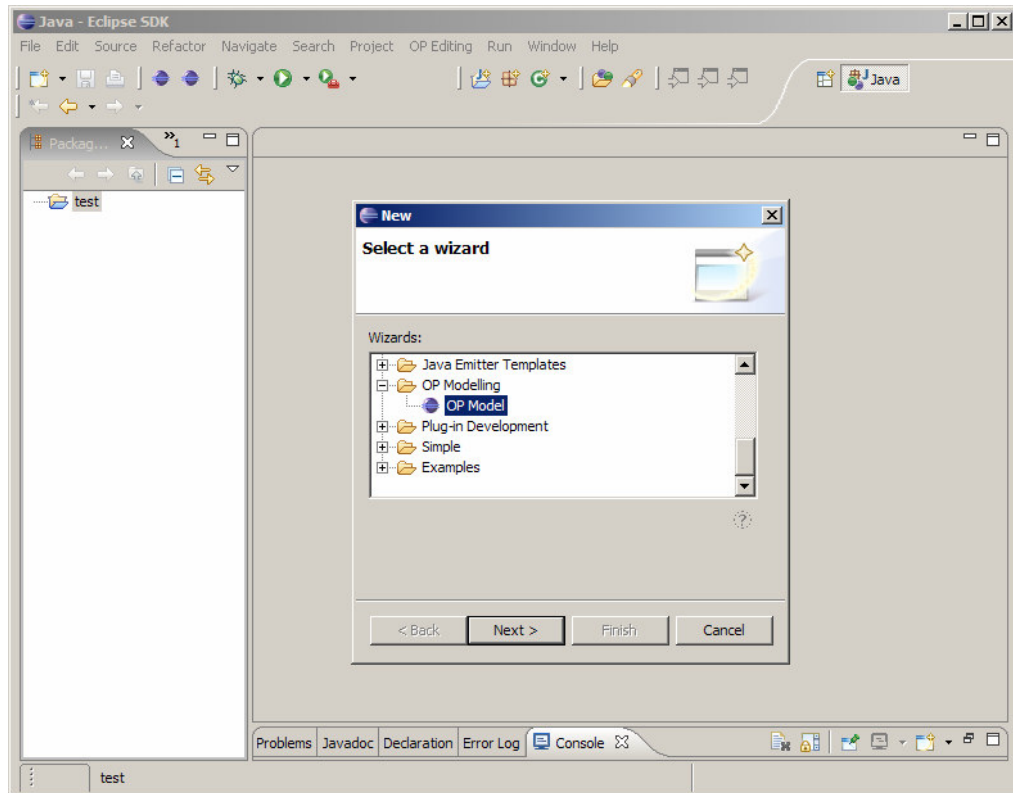 Java - Eclipse SDK
File Edit Source Refactor Navigate Search Project OP Editing Run Window Help
Java
Packag... 1
test
New
Select a wizard
Wizards:
Java Emitter Templates
OP Modelling
OP Model
Plug-in Development
Simple
Examples
< Back Next > Finish Cancel
Problems Javadoc Declaration Error Log Console
test